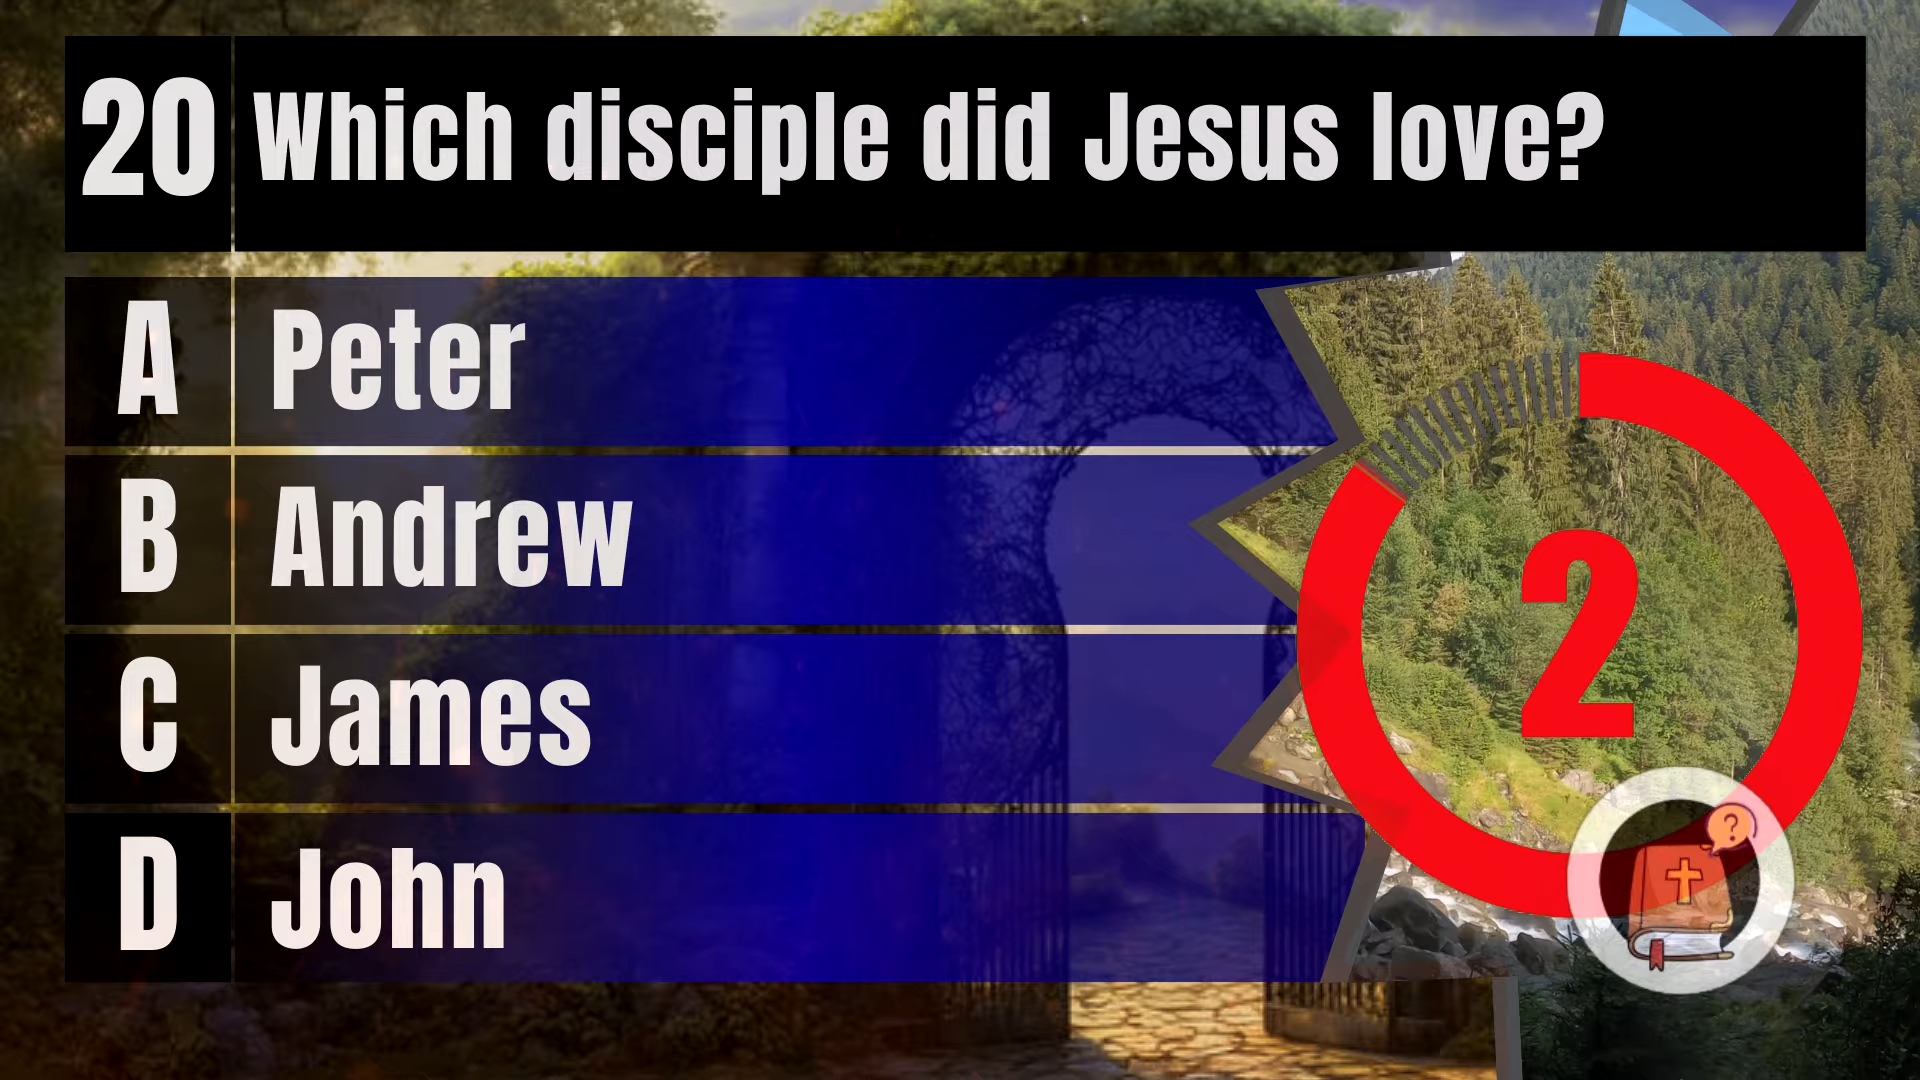 20 Which disciple did Jesus love?
A Peter
B Andrew
C James
D John
2
?